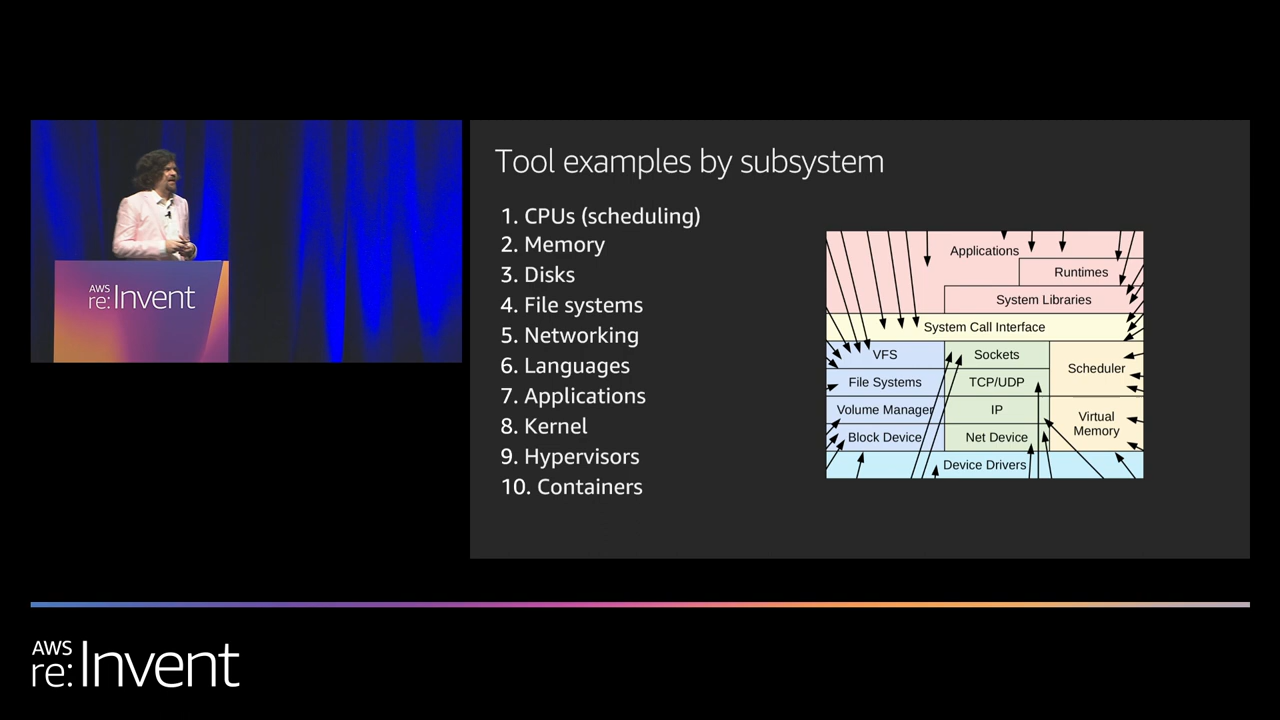 AWS
re:Invent
Tool examples by subsystem
1. CPUs (scheduling)
2. Memory
3. Disks
4. File systems
5. Networking
6. Languages
7. Applications
8. Kernel
9. Hypervisors
10. Containers
Applications
Runtimes
System Libraries
System Call Interface
VFS
Sockets
Scheduler
File Systems
TCP/UDP
Volume Manager
IP
Virtual
Memory
Block Device
Net Device
Device Drivers
AWS
re:Invent